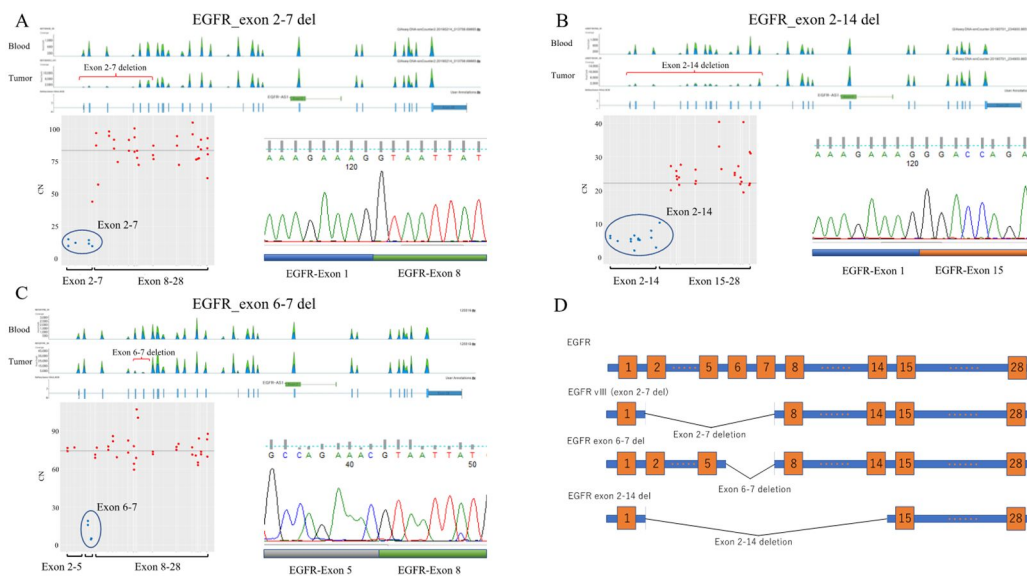 A
EGFR_exon 2-7 del
Blood
Exon 2-7 deletion
Tumor
EGFR-AS1
100
75
50
25
0
CN
Exon 2-7
Exon 2-7
Exon 8-28
A A A G A A A G G T A A T T A T
120
EGFR-Exon 1
EGFR-Exon 8
B
EGFR_exon 2-14 del
Blood
Exon 2-14 deletion
Tumor
EGFR-AS1
40
30
20
10
0
CN
Exon 2-14
Exon 2-14
Exon 15-28
A A A G A A A G G G A C C A G A
120
EGFR-Exon 1
EGFR-Exon 15
C
EGFR_exon 6-7 del
Blood
Exon 6-7 deletion
Tumor
EGFR-AS1
90
60
30
0
CN
Exon 6-7
Exon 2-5
Exon 8-28
G C C A G A A A C G T A A T T A T
40
50
EGFR-Exon 5
EGFR-Exon 8
D
EGFR
1 2 5 6 7 8 14 15 28
EGFR vIII (exon 2-7 del)
1 8 14 15 28
Exon 2-7 deletion
EGFR exon 6-7 del
1 2 5 8 14 15 28
Exon 6-7 deletion
EGFR exon 2-14 del
1 15 28
Exon 2-14 deletion